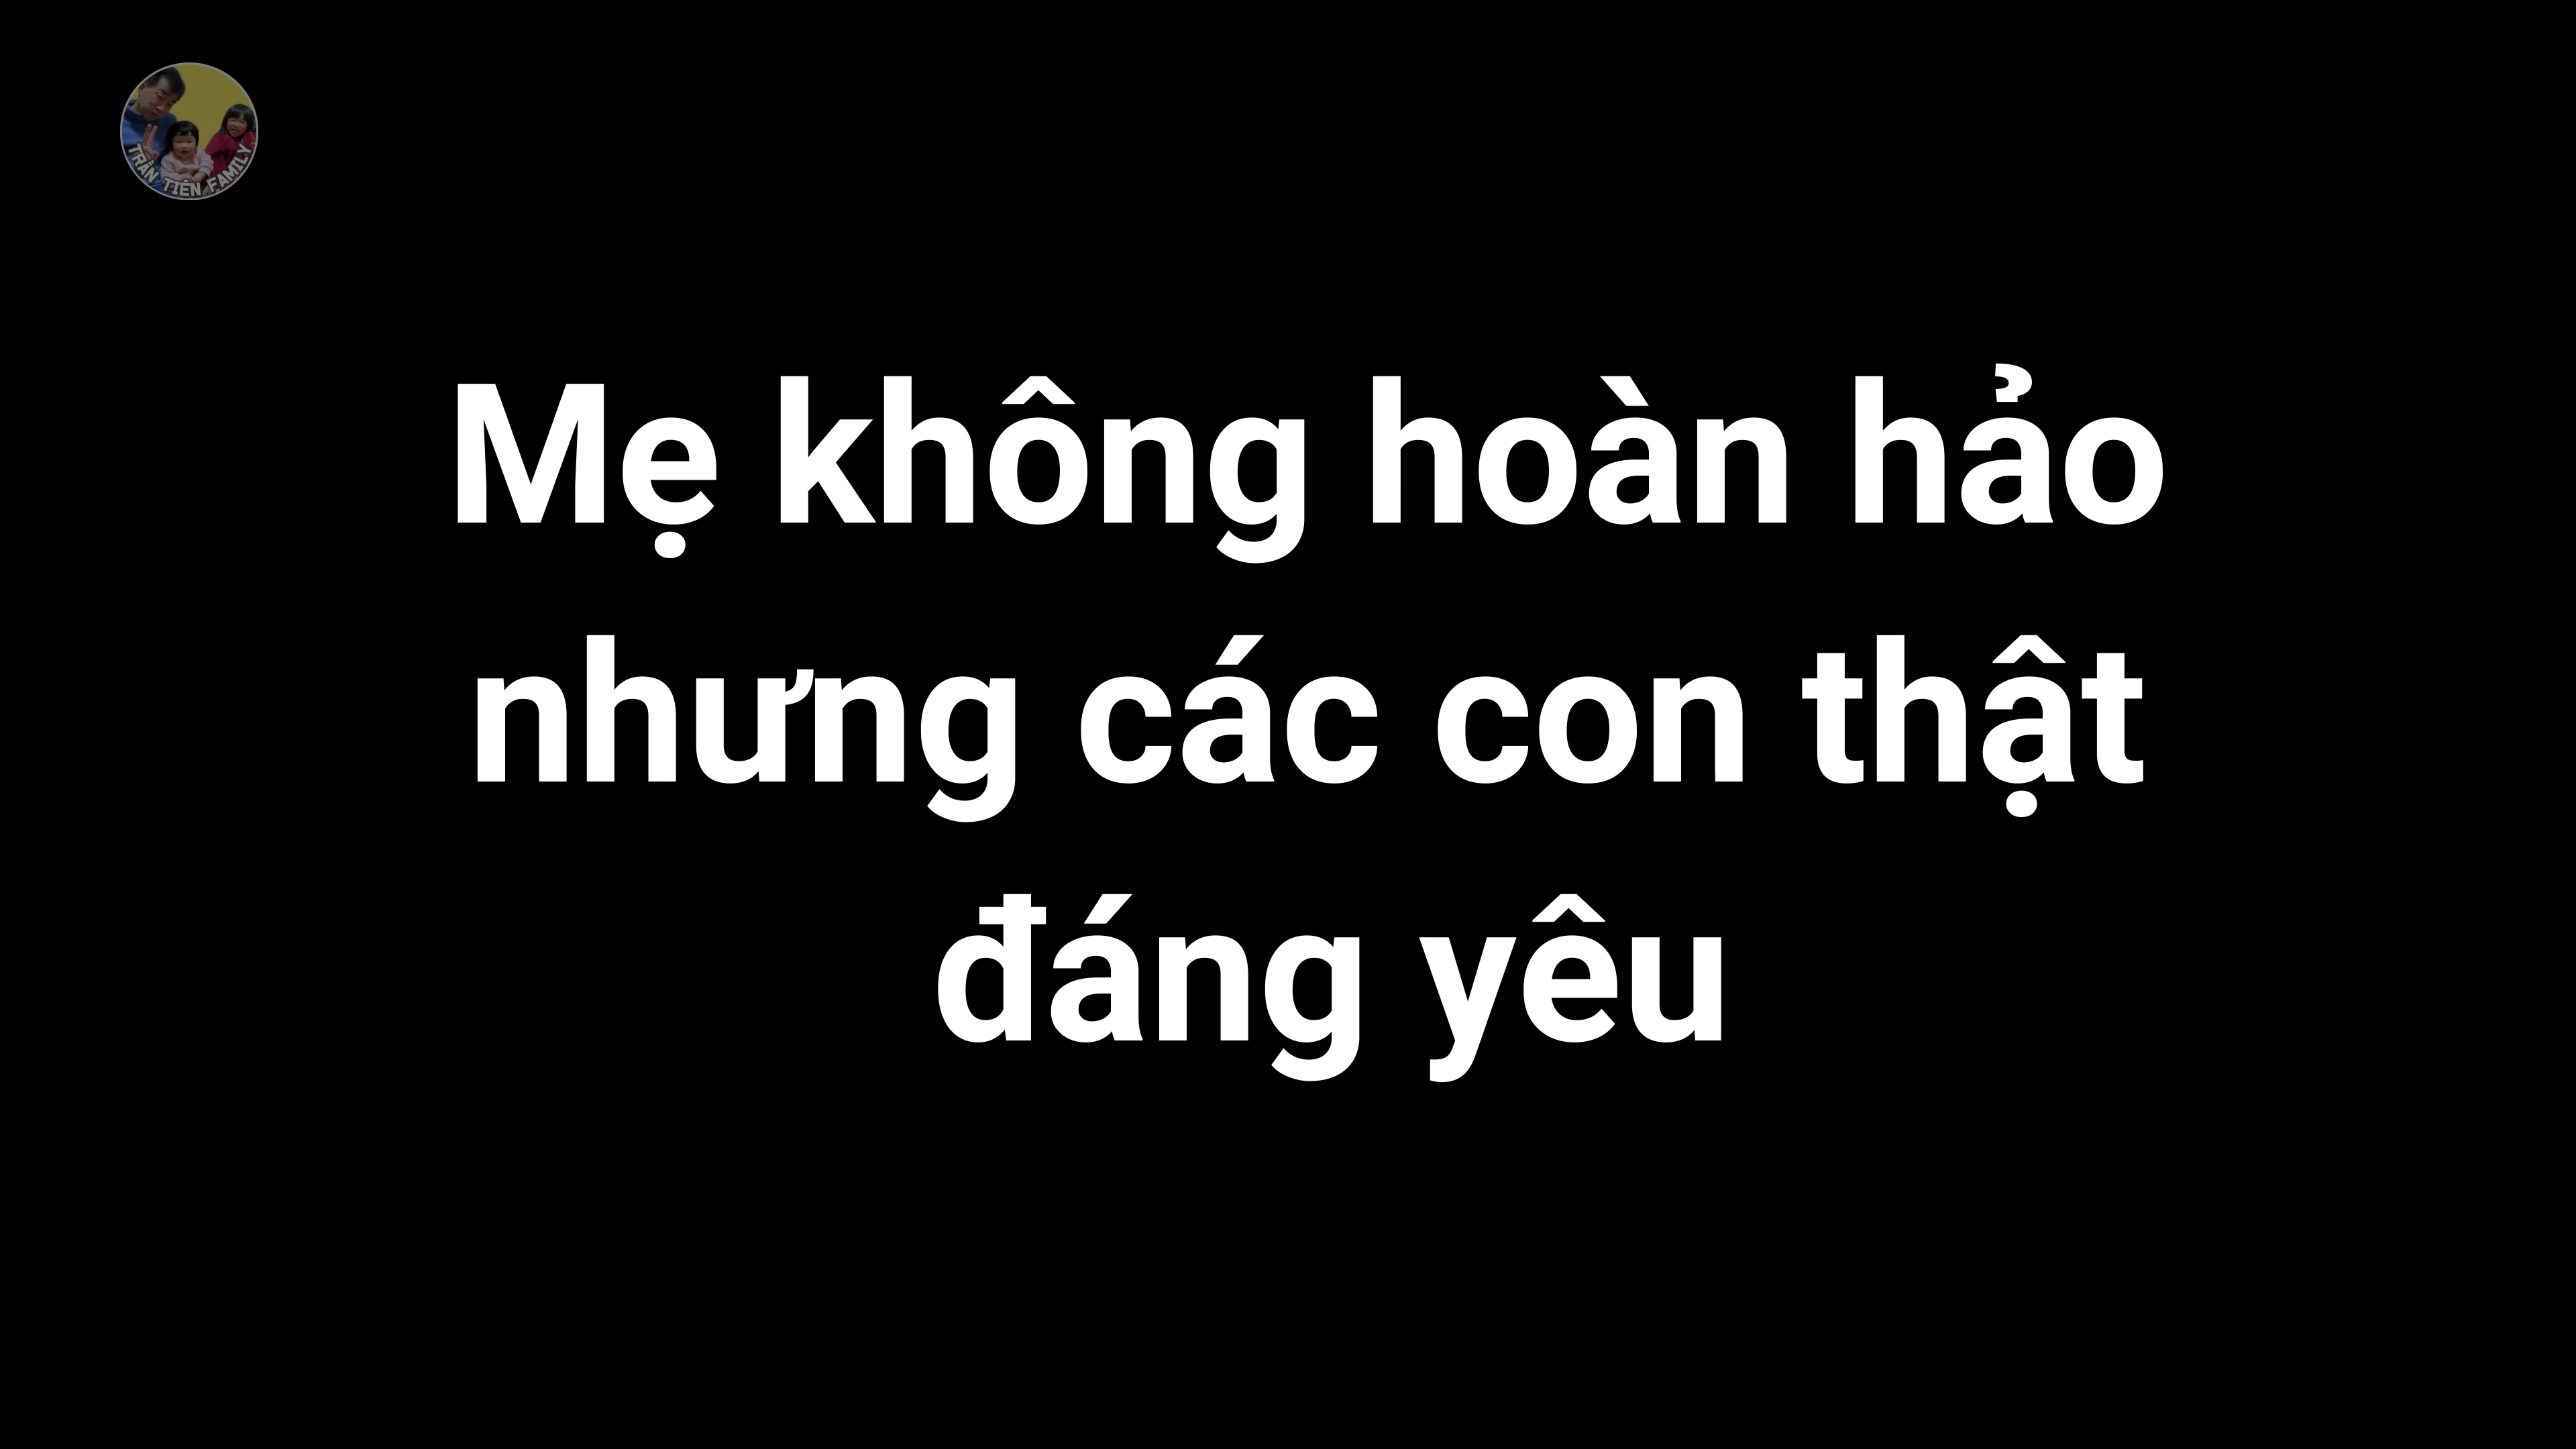 TRẦN TIẾN FAMILY
Mẹ không hoàn hảo
nhưng các con thật
đáng yêu